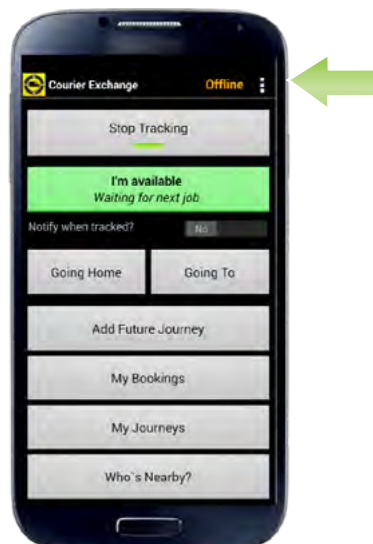 Courier Exchange Offline
Stop Tracking
I'm available
Waiting for next job
Notify when tracked? No
Going Home Going To
Add Future Journey
My Bookings
My Journeys
Who`s Nearby?